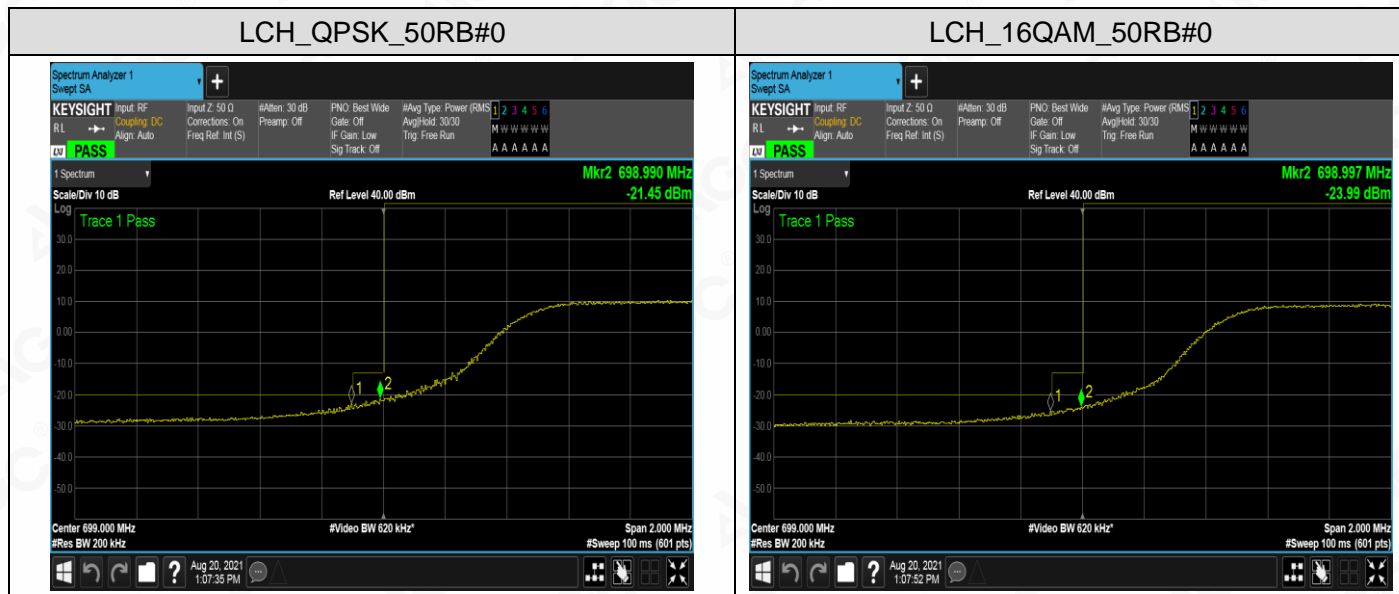 LCH_QPSK_50RB#0
Spectrum Analyzer 1
Swept SA
+
KEYSIGHT
RL
Input: RF
Coupling: DC
Align: Auto
Input Z: 50 Ω
Corrections: On
Freq Ref: Int (S)
#Atten: 30 dB
Preamp: Off
PNO: Best Wide
Gate: Off
IF Gain: Low
Sig Track: Off
#Avg Type: Power (RMS
Avg|Hold: 30/30
Trig: Free Run
1 2 3 4 5 6
M W W W W W
A A A A A A
LXI PASS
1 Spectrum
Mkr2 698.990 MHz
Scale/Div 10 dB
Ref Level 40.00 dBm
-21.45 dBm
Log
Trace 1 Pass
30.0
20.0
10.0
0.00
-10.0
-20.0
-30.0
-40.0
-50.0
1
2
Center 699.000 MHz
#Video BW 620 kHz*
Span 2.000 MHz
#Res BW 200 kHz
#Sweep 100 ms (601 pts)
?
Aug 20, 2021
1:07:35 PM
LCH_16QAM_50RB#0
Spectrum Analyzer 1
Swept SA
+
KEYSIGHT
RL
Input: RF
Coupling: DC
Align: Auto
Input Z: 50 Ω
Corrections: On
Freq Ref: Int (S)
#Atten: 30 dB
Preamp: Off
PNO: Best Wide
Gate: Off
IF Gain: Low
Sig Track: Off
#Avg Type: Power (RMS
Avg|Hold: 30/30
Trig: Free Run
1 2 3 4 5 6
M W W W W W
A A A A A A
LXI PASS
1 Spectrum
Mkr2 698.997 MHz
Scale/Div 10 dB
Ref Level 40.00 dBm
-23.99 dBm
Log
Trace 1 Pass
30.0
20.0
10.0
0.00
-10.0
-20.0
-30.0
-40.0
-50.0
1
2
Center 699.000 MHz
#Video BW 620 kHz*
Span 2.000 MHz
#Res BW 200 kHz
#Sweep 100 ms (601 pts)
?
Aug 20, 2021
1:07:52 PM